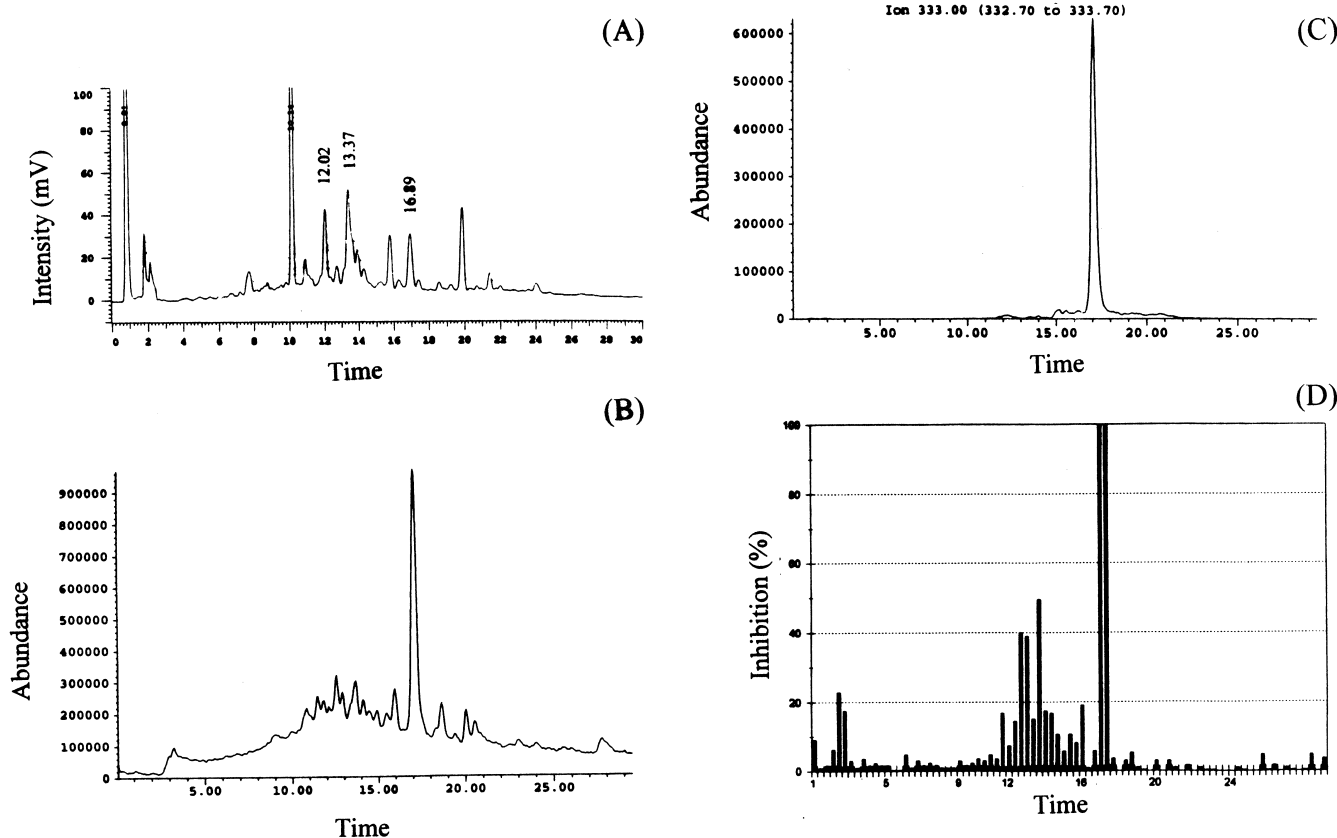 (A)
Intensity (mV)
100
80
60
40
20
0
12.02
13.37
16.89
0 2 4 6 8 10 12 14 16 18 20 22 24 26 28 30
Time
Ion 333.00 (332.70 to 333.70)
(C)
Abundance
600000
500000
400000
300000
200000
100000
0
5.00 10.00 15.00 20.00 25.00
Time
(B)
Abundance
900000
800000
700000
600000
500000
400000
300000
200000
100000
0
5.00 10.00 15.00 20.00 25.00
Time
(D)
Inhibition (%)
100
80
60
40
20
0
1 5 9 12 16 20 24
Time